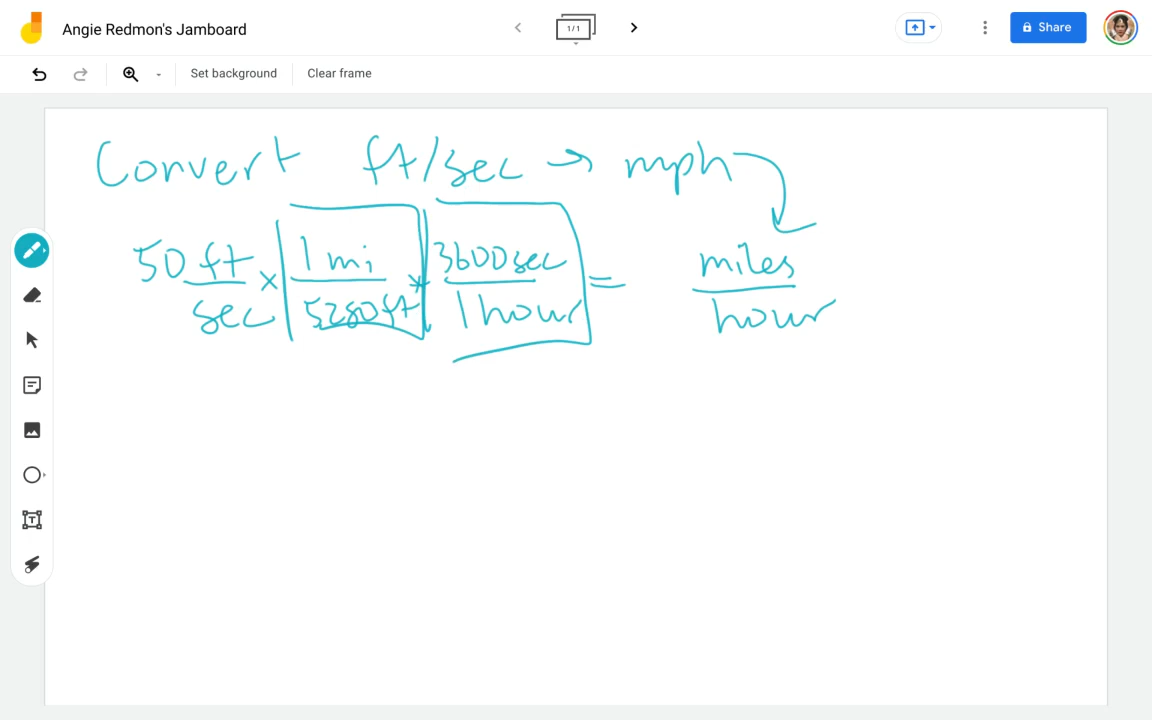 Angie Redmon's Jamboard
1/1
Share
Set background
Clear frame
Convert ft/sec → mph
50 ft × 1 mi * 3600 sec = miles
sec 5280 ft 1 hour hour